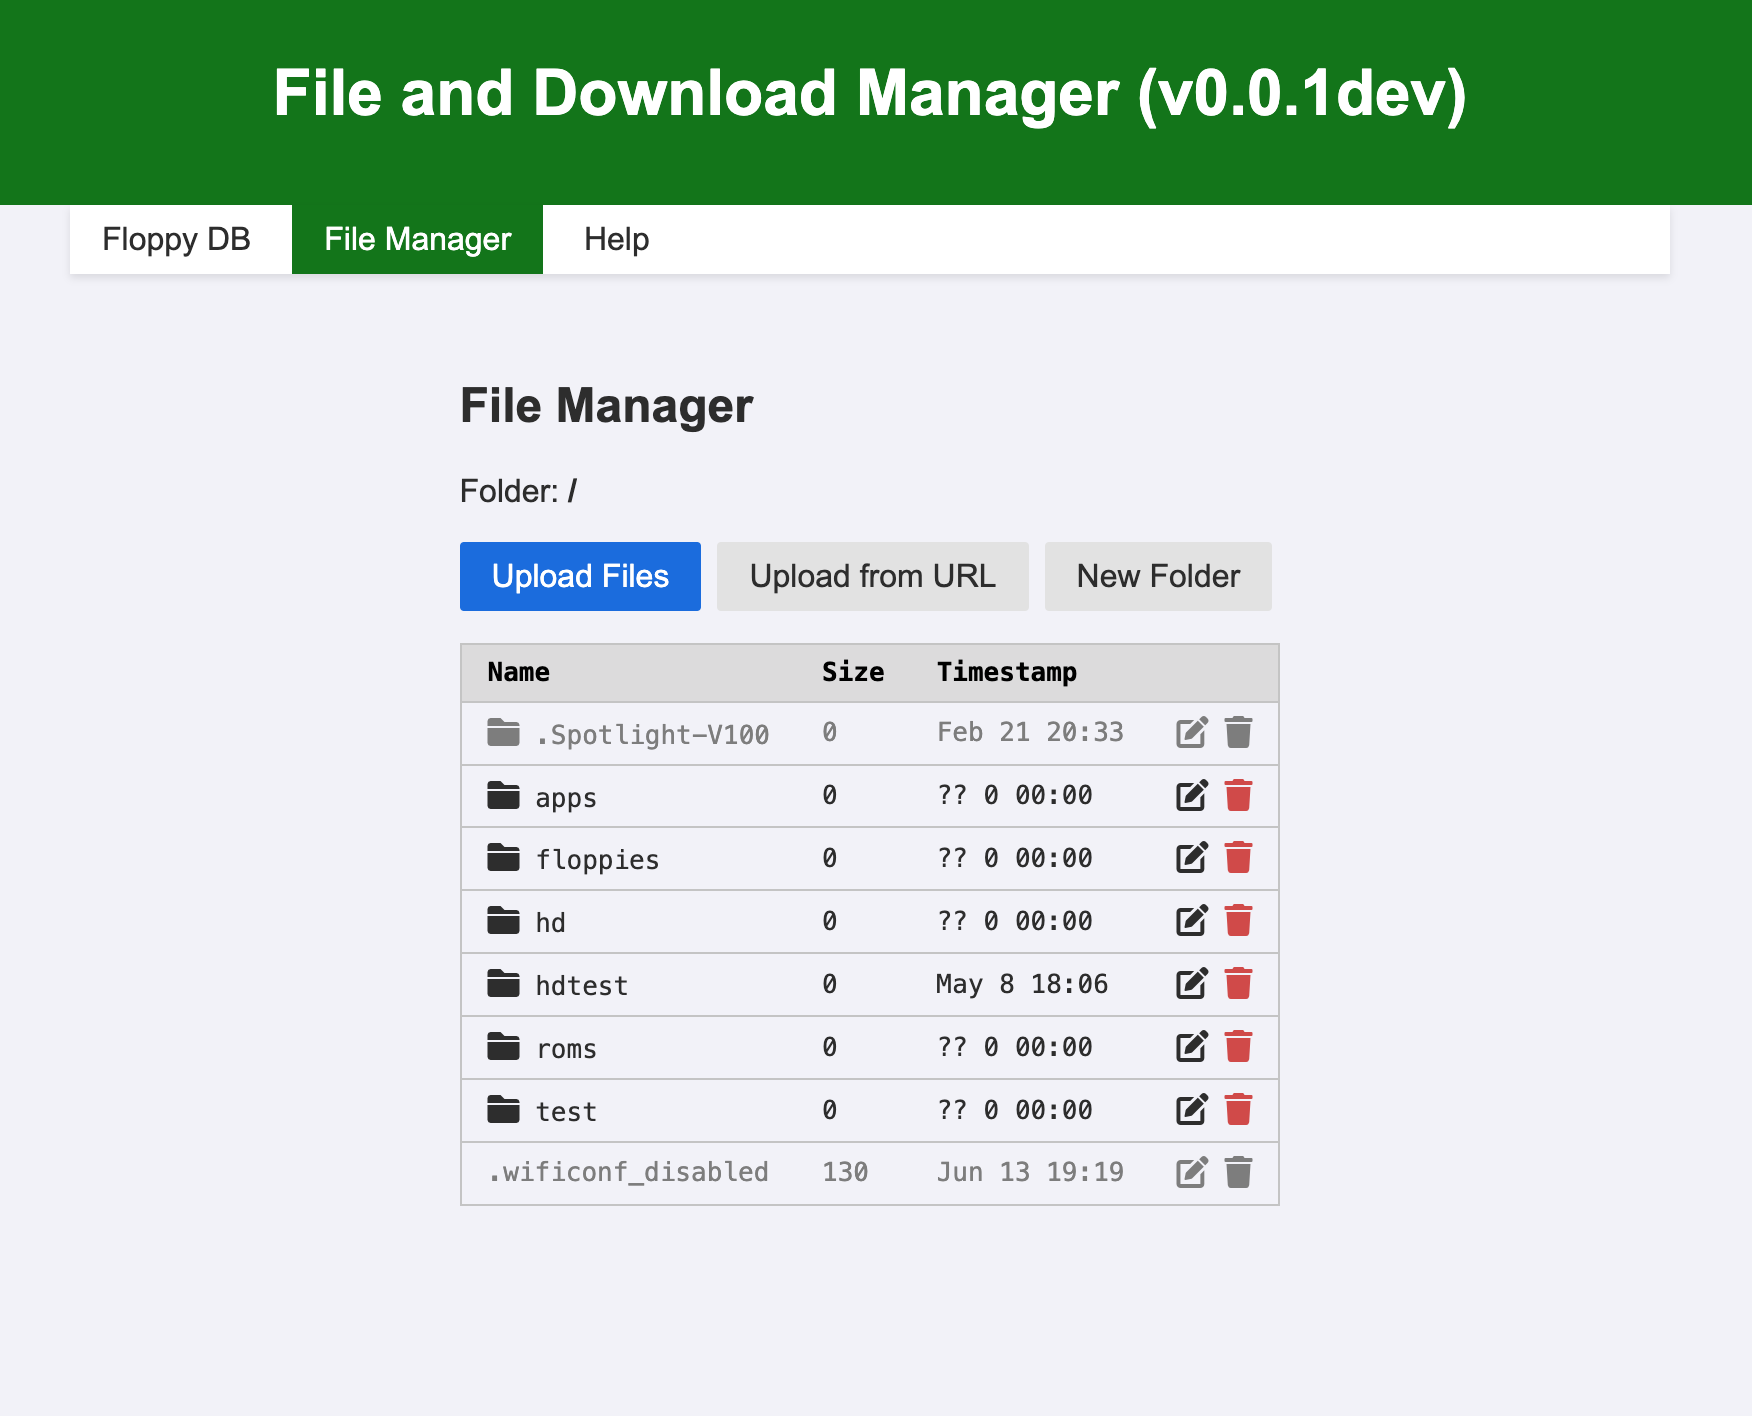 File and Download Manager (v0.0.1dev)
Floppy DB File Manager Help
File Manager
Folder: /
Upload Files Upload from URL New Folder
Name Size Timestamp
.Spotlight-V100 0 Feb 21 20:33
apps 0 ?? 0 00:00
floppies 0 ?? 0 00:00
hd 0 ?? 0 00:00
hdtest 0 May 8 18:06
roms 0 ?? 0 00:00
test 0 ?? 0 00:00
.wificonf_disabled 130 Jun 13 19:19